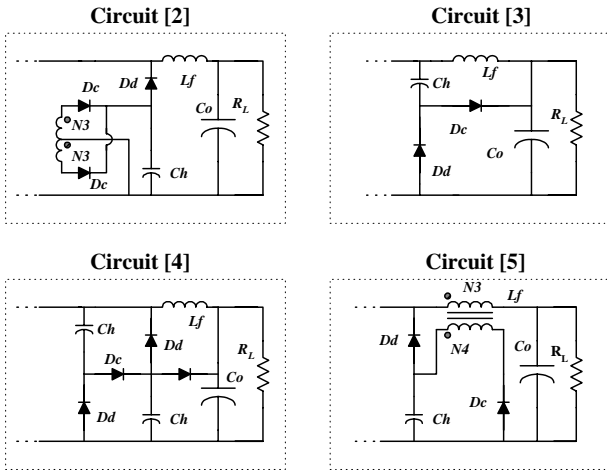 Circuit [2]
Circuit [3]
Dc
Dd
Lf
N3
N3
Co
R_L
Dc
Ch
Ch
Lf
Dc
R_L
Co
Dd
Circuit [4]
Circuit [5]
Ch
Lf
Dd
Dc
R_L
Co
Dd
Ch
N3
Lf
Dd
N4
Co
R_L
Dc
Ch